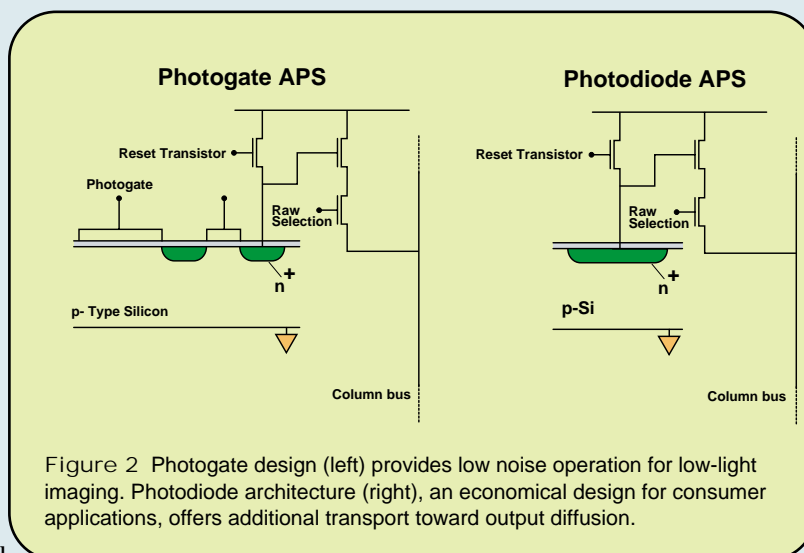 Photogate APS
Reset Transistor
Photogate
Raw
Selection
n
+
p- Type Silicon
Column bus
Photodiode APS
Reset Transistor
Raw
Selection
n
+
p-Si
Column bus
Figure 2 Photogate design (left) provides low noise operation for low-light
imaging. Photodiode architecture (right), an economical design for consumer
applications, offers additional transport toward output diffusion.